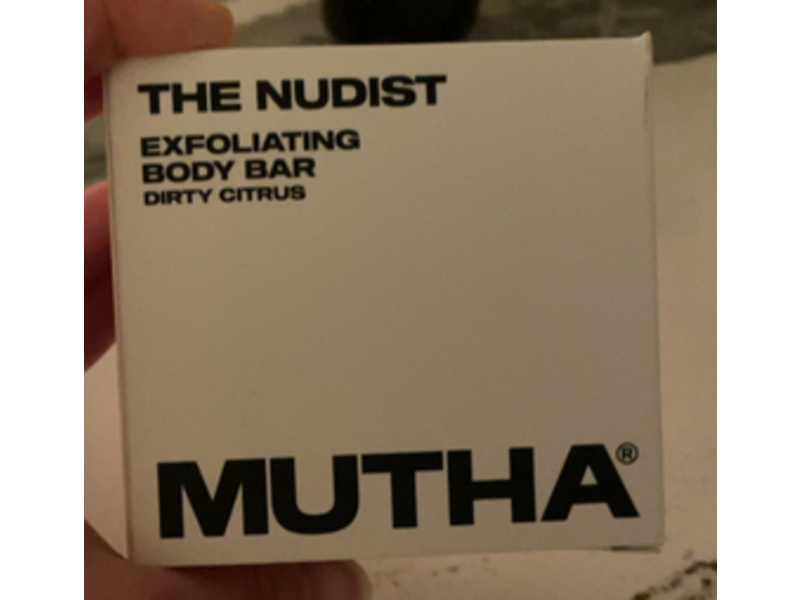 THE NUDIST
EXFOLIATING
BODY BAR
DIRTY CITRUS
MUTHA®